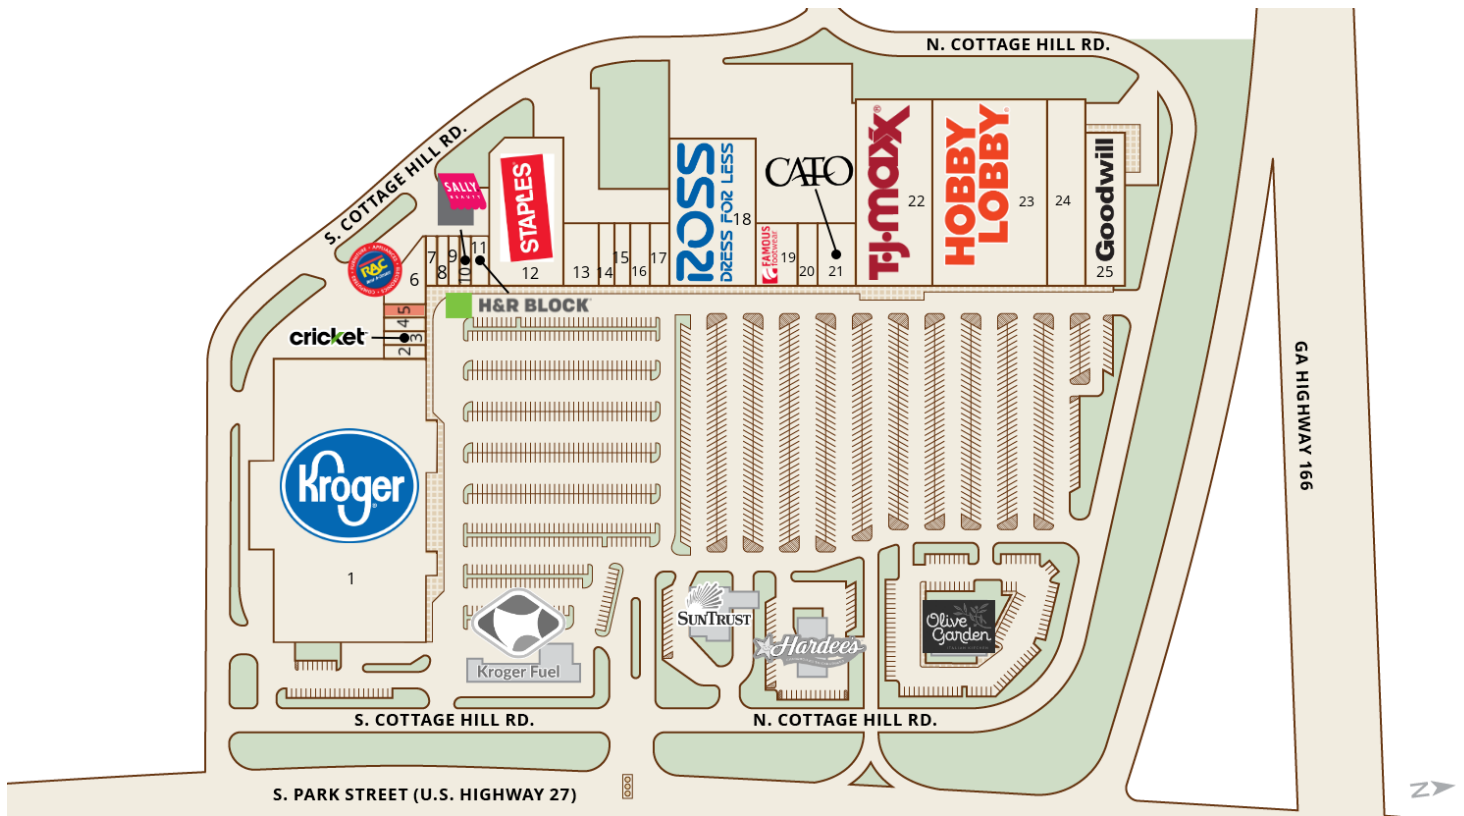 N. COTTAGE HILL RD.
S. COTTAGE HILL RD.
SALLY
BEAUTY
STAPLES
ROSS
DRESS FOR LESS
18
CATO
T·J·maxx
22
HOBBY
LOBBY
23
24
Goodwill
25
RAC
6
7
8
9
10
11
12
13
14
15
16
17
FAMOUS
footwear
19
20
21
H&R BLOCK
5
4
cricket
3
2
Kroger
1
GA HIGHWAY 166
SUNTRUST
Hardee's
Olive
Garden
Kroger Fuel
S. COTTAGE HILL RD.
N. COTTAGE HILL RD.
S. PARK STREET (U.S. HIGHWAY 27)
N